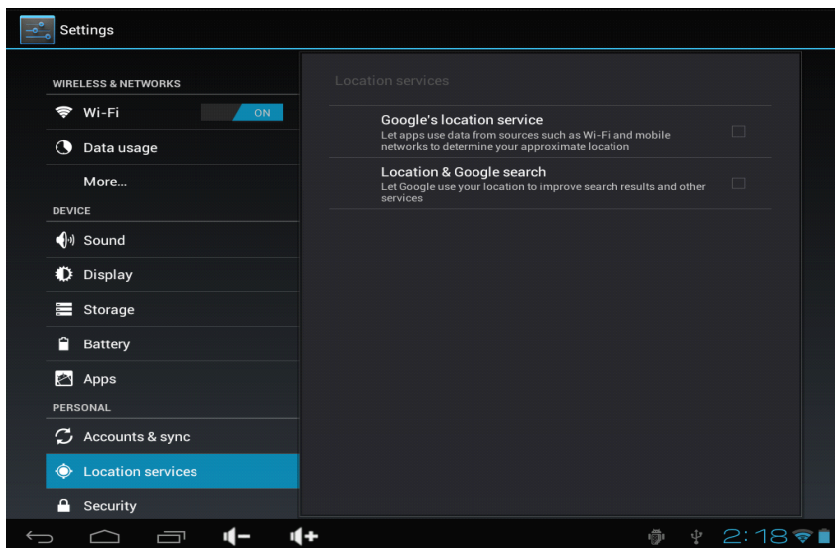 Settings
WIRELESS & NETWORKS
Wi-Fi ON
Data usage
More...
DEVICE
Sound
Display
Storage
Battery
Apps
PERSONAL
Accounts & sync
Location services
Security
Location services
Google's location service
Let apps use data from sources such as Wi-Fi and mobile
networks to determine your approximate location
Location & Google search
Let Google use your location to improve search results and other
services
2:18